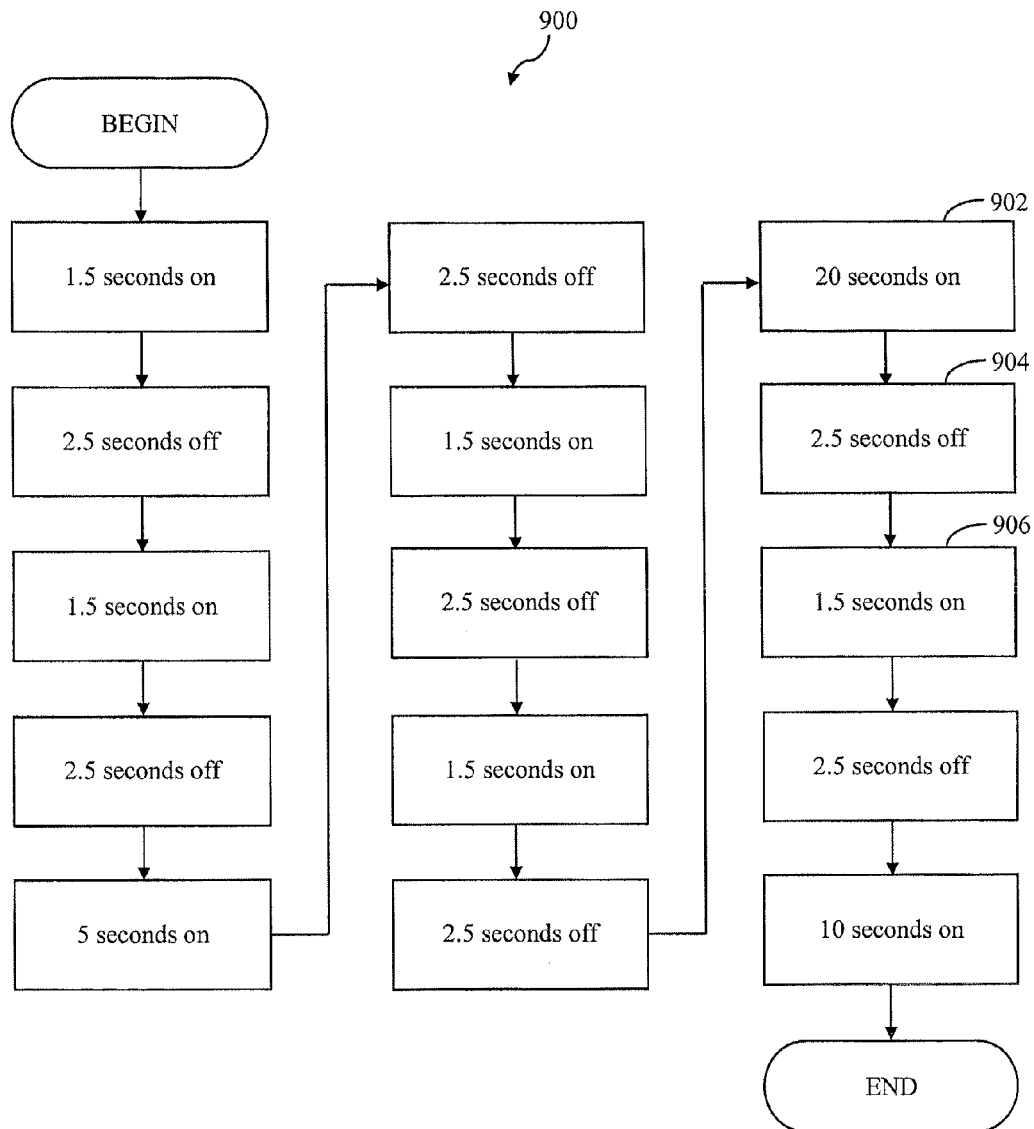 900
BEGIN
1.5 seconds on
2.5 seconds off
1.5 seconds on
2.5 seconds off
5 seconds on
2.5 seconds off
1.5 seconds on
2.5 seconds off
1.5 seconds on
2.5 seconds off
902
20 seconds on
904
2.5 seconds off
906
1.5 seconds on
2.5 seconds off
10 seconds on
END